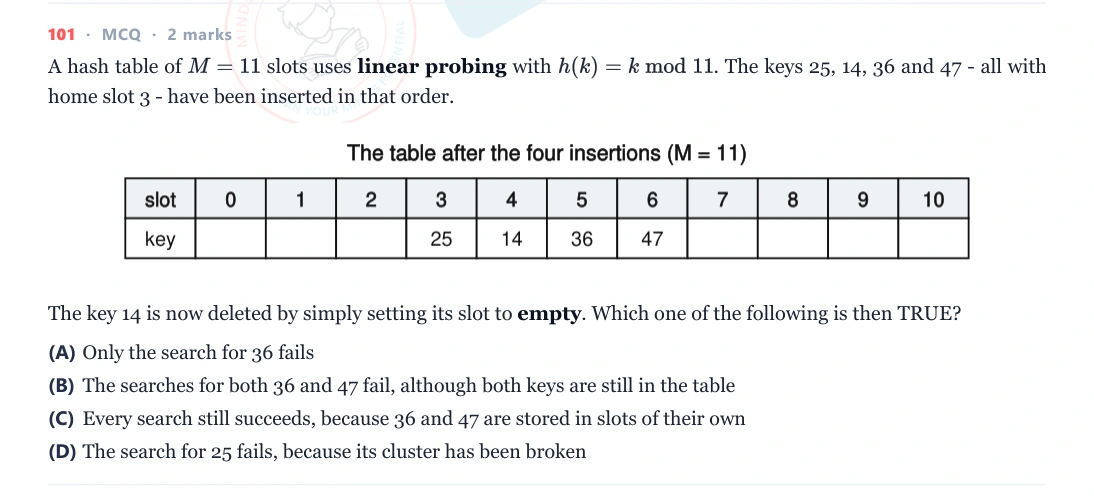 101 · MCQ · 2 marks
A hash table of M = 11 slots uses linear probing with h(k) = k mod 11. The keys 25, 14, 36 and 47 - all with
home slot 3 - have been inserted in that order.
The table after the four insertions (M = 11)
slot 0 1 2 3 4 5 6 7 8 9 10
key 25 14 36 47
The key 14 is now deleted by simply setting its slot to empty. Which one of the following is then TRUE?
(A) Only the search for 36 fails
(B) The searches for both 36 and 47 fail, although both keys are still in the table
(C) Every search still succeeds, because 36 and 47 are stored in slots of their own
(D) The search for 25 fails, because its cluster has been broken